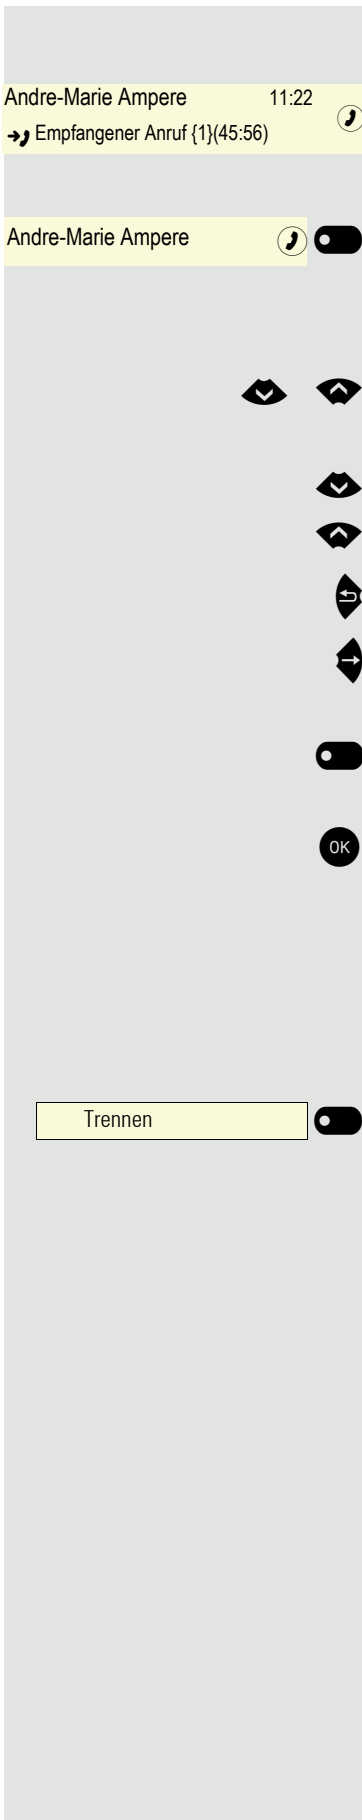 Andre-Marie Ampere 11:22
Empfangener Anruf {1}(45:56)
Andre-Marie Ampere
OK
Trennen